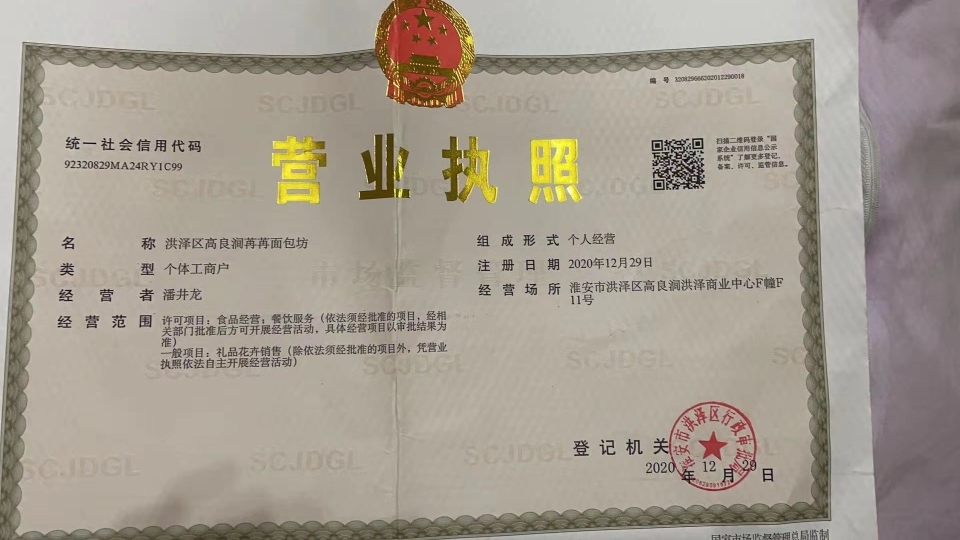 编 号 320829666202012290018
统一社会信用代码
92320829MA24RY1C99
营业执照
扫描二维码登录“国
家企业信用信息公示
系统”了解更多登记、
备案、许可、监管信息。
名 称 洪泽区高良涧苒苒面包坊
类 型 个体工商户
经 营 者 潘井龙
经 营 范 围 许可项目：食品经营；餐饮服务（依法须经批准的项目，经相
关部门批准后方可开展经营活动，具体经营项目以审批结果为
准）
一般项目：礼品花卉销售（除依法须经批准的项目外，凭营业
执照依法自主开展经营活动）
组 成 形 式 个人经营
注 册 日 期 2020年12月29日
经 营 场 所 淮安市洪泽区高良涧洪泽商业中心F幢F
11号
登 记 机 关
淮安市洪泽区行政审批局
2020 年 12 月 29 日
国家市场监督管理总局监制
SCJDGL
市场监督管理